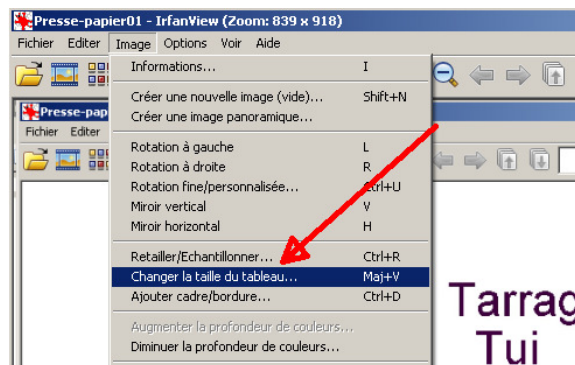 Presse-papier01 - IrfanView (Zoom: 839 x 918)
Fichier Editer Image Options Voir Aide
Informations... I
Créer une nouvelle image (vide)... Shift+N
Créer une image panoramique...
Rotation à gauche L
Rotation à droite R
Rotation fine/personnalisée... Ctrl+U
Miroir vertical V
Miroir horizontal H
Retailler/Echantillonner... Ctrl+R
Changer la taille du tableau... Maj+V
Ajouter cadre/bordure... Ctrl+D
Augmenter la profondeur de couleurs...
Diminuer la profondeur de couleurs...
Presse-pap
Fichier Editer
Tarrag
Tui